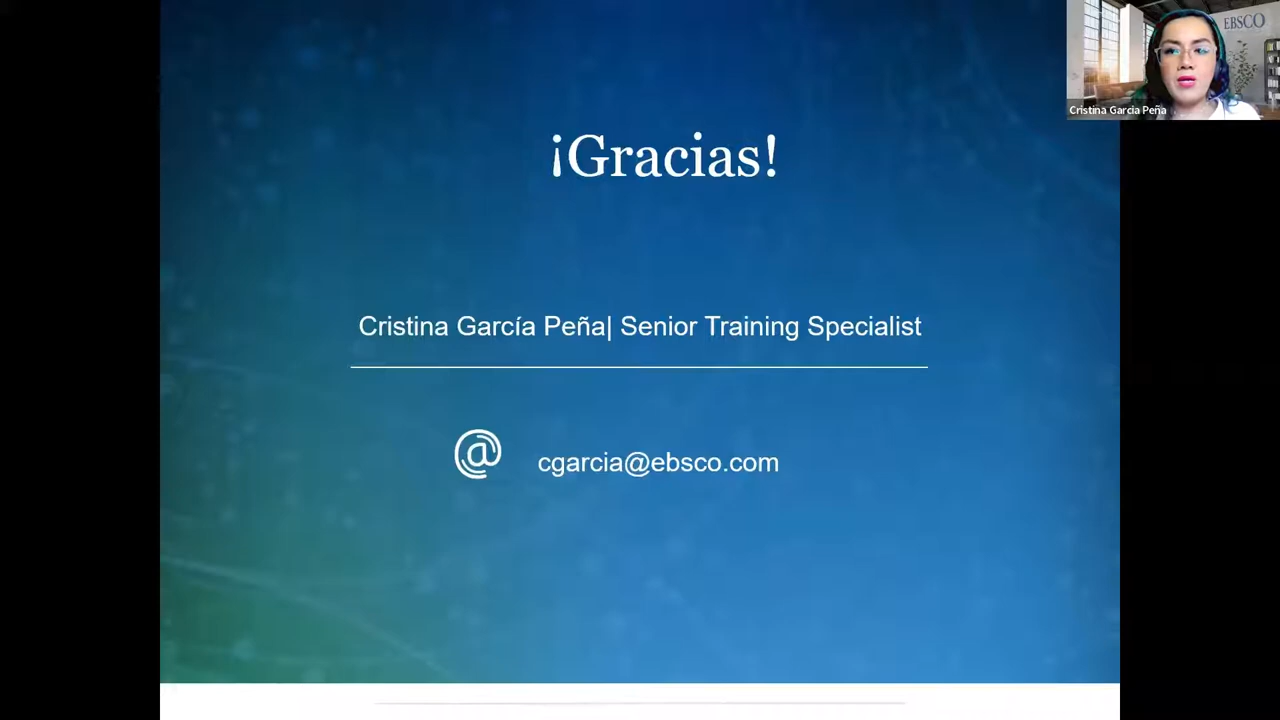 EBSCO
Cristina Garcia Peña
¡Gracias!
Cristina García Peña| Senior Training Specialist
@ cgarcia@ebsco.com